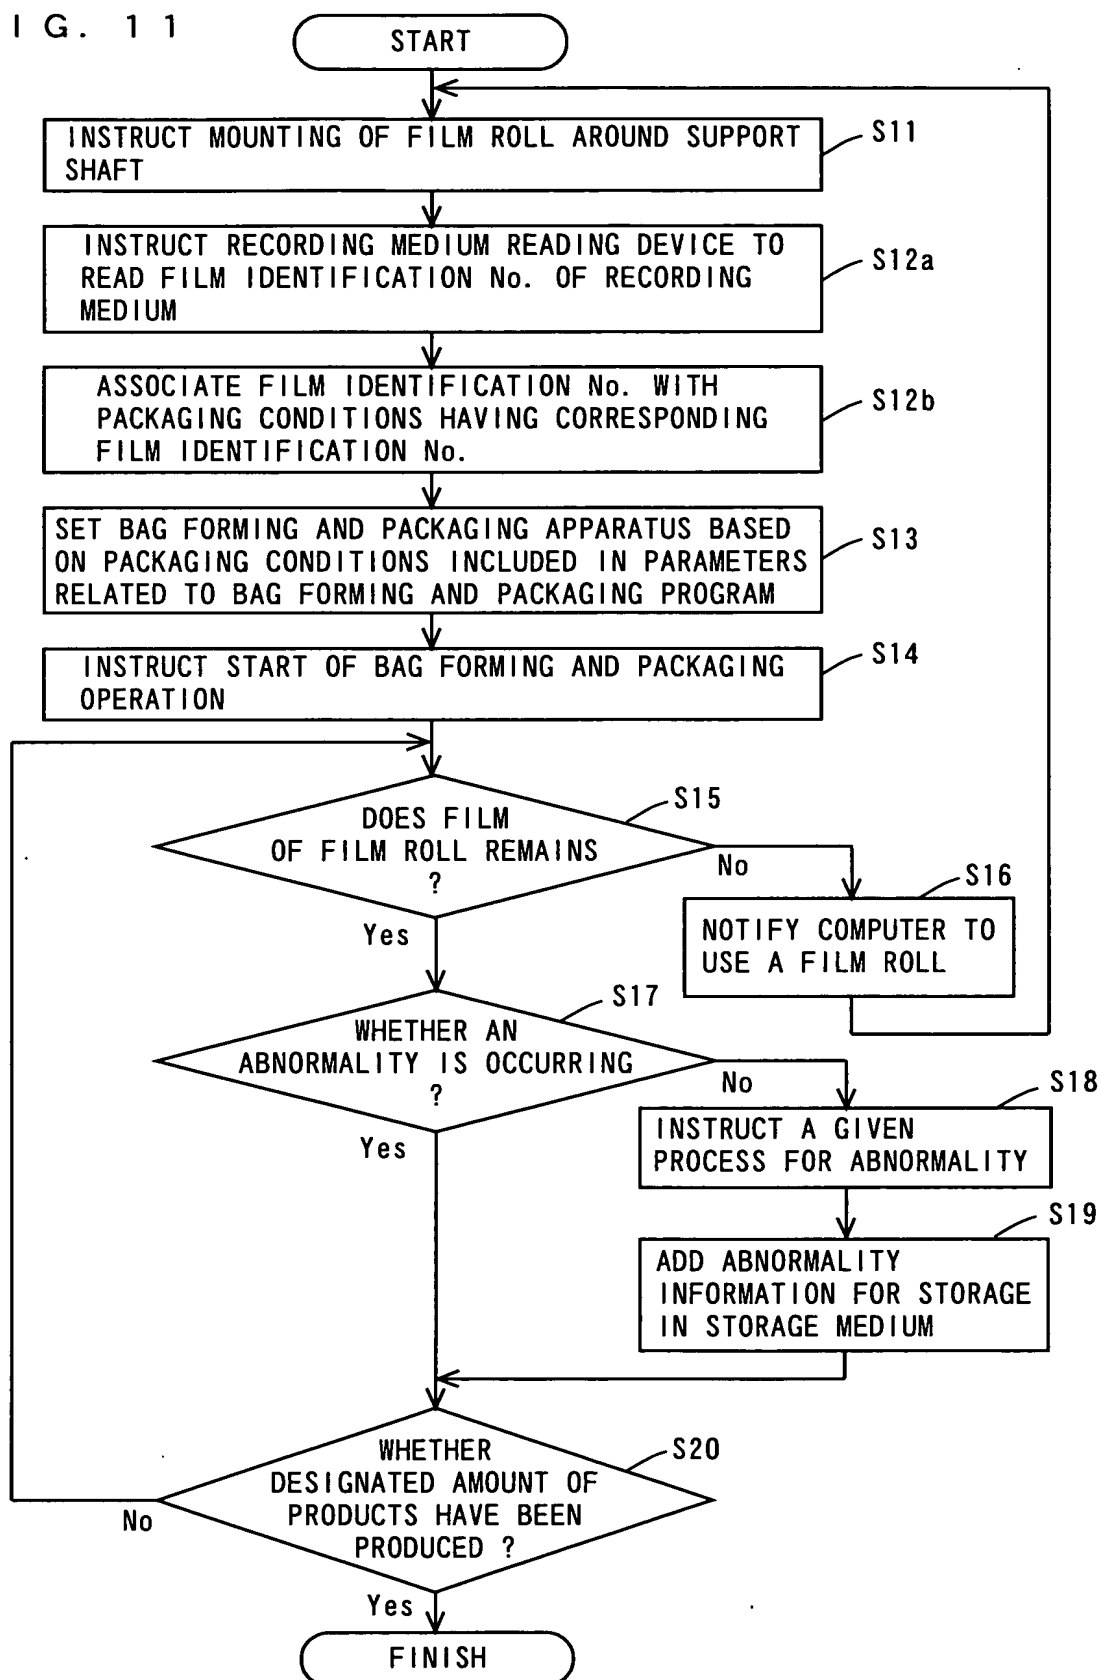 I G. 11
START
INSTRUCT MOUNTING OF FILM ROLL AROUND SUPPORT
SHAFT
S11
INSTRUCT RECORDING MEDIUM READING DEVICE TO
READ FILM IDENTIFICATION No. OF RECORDING
MEDIUM
S12a
ASSOCIATE FILM IDENTIFICATION No. WITH
PACKAGING CONDITIONS HAVING CORRESPONDING
FILM IDENTIFICATION No.
S12b
SET BAG FORMING AND PACKAGING APPARATUS BASED
ON PACKAGING CONDITIONS INCLUDED IN PARAMETERS
RELATED TO BAG FORMING AND PACKAGING PROGRAM
S13
INSTRUCT START OF BAG FORMING AND PACKAGING
OPERATION
S14
DOES FILM
OF FILM ROLL REMAINS
?
S15
No
Yes
NOTIFY COMPUTER TO
USE A FILM ROLL
S16
WHETHER AN
ABNORMALITY IS OCCURRING
?
S17
No
Yes
INSTRUCT A GIVEN
PROCESS FOR ABNORMALITY
S18
ADD ABNORMALITY
INFORMATION FOR STORAGE
IN STORAGE MEDIUM
S19
WHETHER
DESIGNATED AMOUNT OF
PRODUCTS HAVE BEEN
PRODUCED ?
S20
No
Yes
FINISH